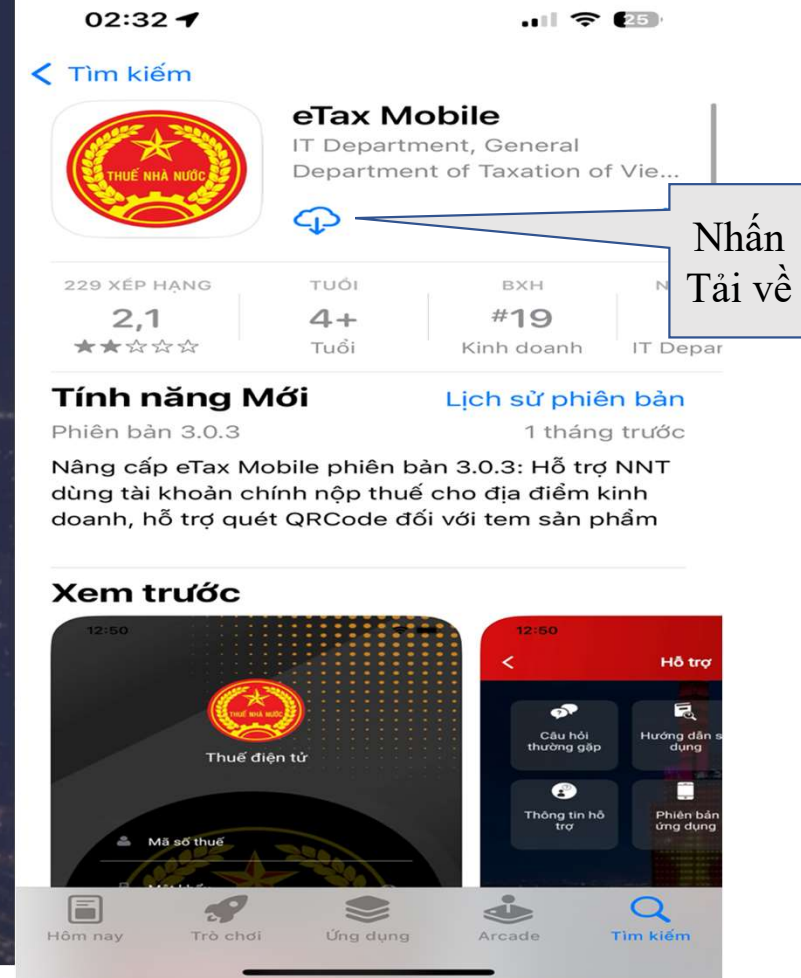 02:32
25
Tìm kiếm
THUẾ NHÀ NƯỚC
eTax Mobile
IT Department, General
Department of Taxation of Vie...
Nhấn
Tải về
229 XẾP HẠNG
TUỔI
BXH
N
2,1
4+
#19
Tuổi
Kinh doanh
IT Depar
Tính năng Mới
Lịch sử phiên bản
Phiên bản 3.0.3
1 tháng trước
Nâng cấp eTax Mobile phiên bản 3.0.3: Hỗ trợ NNT
dùng tài khoản chính nộp thuế cho địa điểm kinh
doanh, hỗ trợ quét QRCode đối với tem sản phẩm
Xem trước
12:50
THUẾ NHÀ NƯỚC
Thuế điện tử
Mã số thuế
12:50
Hỗ trợ
Câu hỏi
thường gặp
Hướng dẫn s
dụng
Thông tin hỗ
trợ
Phiên bản
ứng dụng
Hôm nay
Trò chơi
Ứng dụng
Arcade
Tìm kiếm